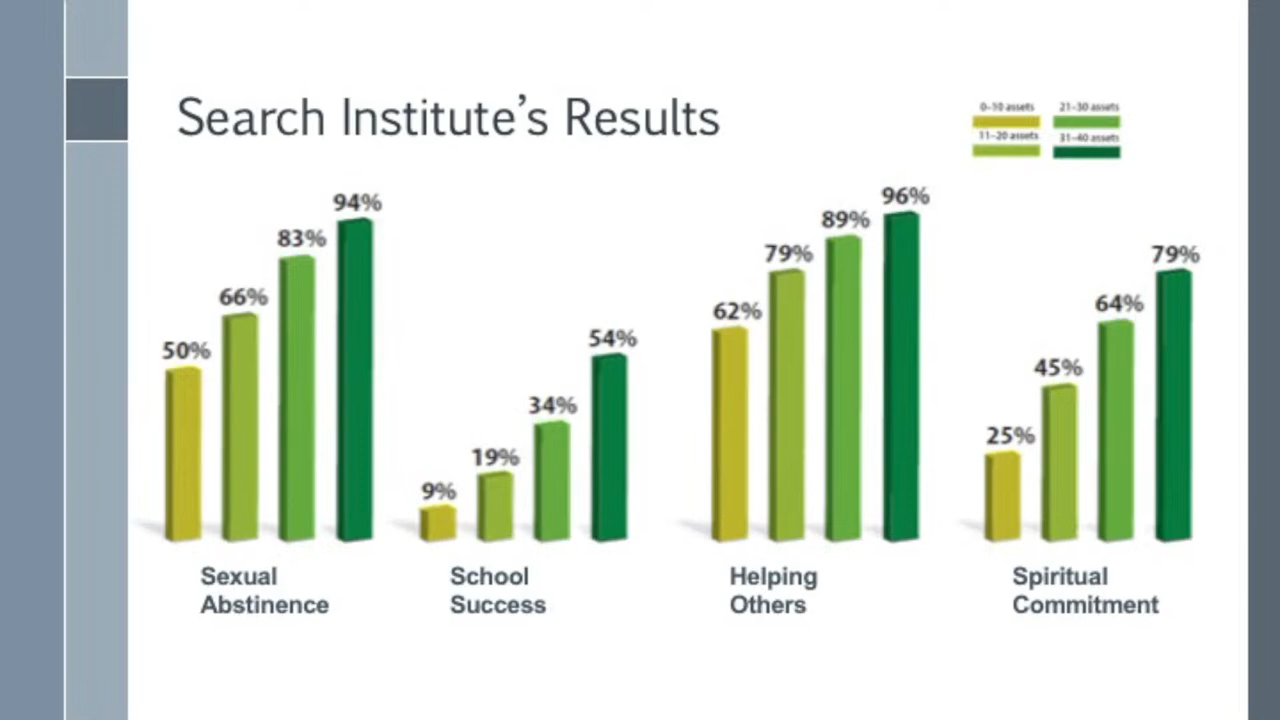 Search Institute's Results
0-10 assets
21-30 assets
11-20 assets
31-40 assets
50%
66%
83%
94%
9%
19%
34%
54%
62%
79%
89%
96%
25%
45%
64%
79%
Sexual
Abstinence
School
Success
Helping
Others
Spiritual
Commitment